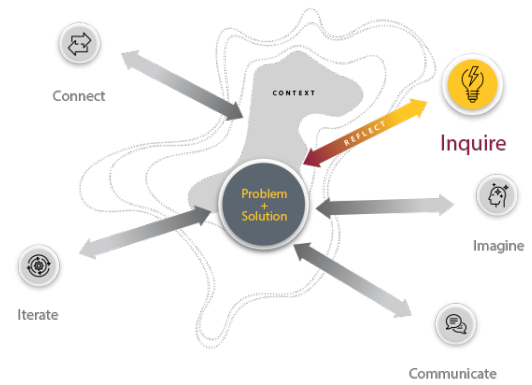 Connect
CONTEXT
REFLECT
Inquire
Problem
+
Solution
Imagine
Iterate
Communicate